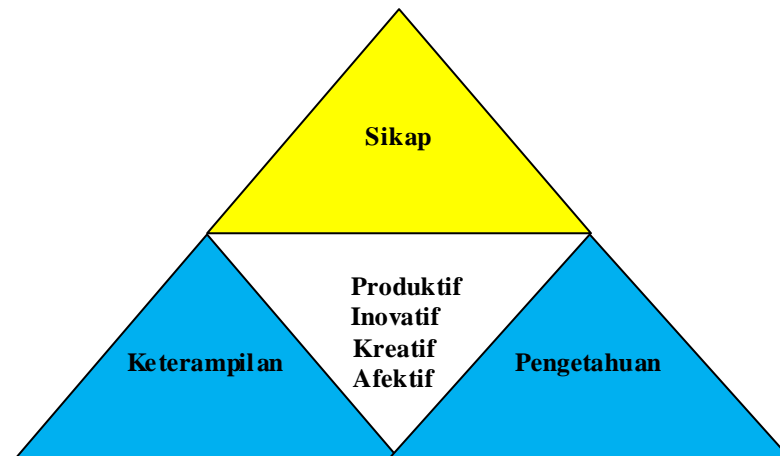 Sikap
Produktif
Inovatif
Kreatif
Afektif
Keterampilan
Pengetahuan